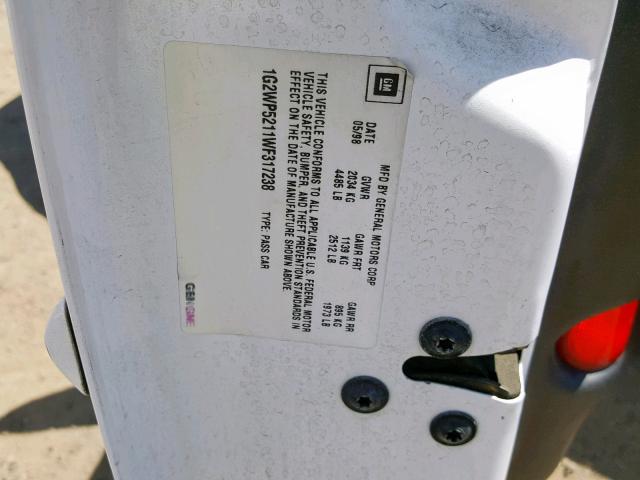 GM
MFD BY GENERAL MOTORS CORP
DATE GVWR GAWR FRT GAWR RR
05/98 2034 KG 1139 KG 895 KG
4485 LB 2512 LB 1973 LB
THIS VEHICLE CONFORMS TO ALL APPLICABLE U.S. FEDERAL MOTOR
VEHICLE SAFETY, BUMPER, AND THEFT PREVENTION STANDARDS IN
EFFECT ON THE DATE OF MANUFACTURE SHOWN ABOVE.
1G2WP5211WF317238 TYPE: PASS CAR